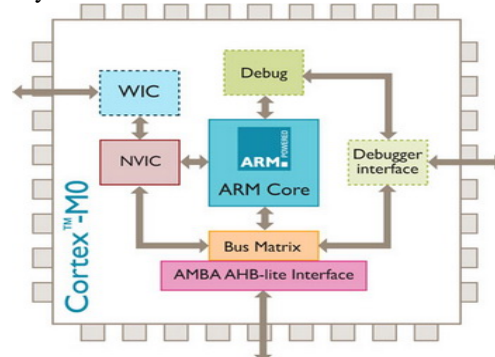 WIC
Debug
NVIC
ARM POWERED
ARM Core
Debugger
interface
Bus Matrix
AMBA AHB-lite Interface
Cortex™-M0